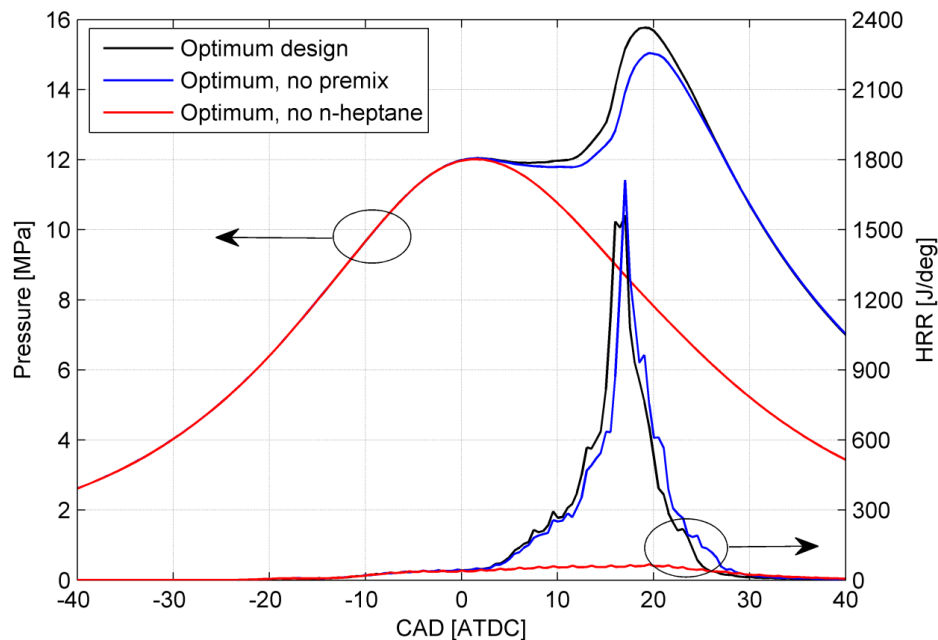 16
14
12
10
8
6
4
2
0
Pressure [MPa]
Optimum design
Optimum, no premix
Optimum, no n-heptane
2400
2100
1800
1500
1200
900
600
300
0
HRR [J/deg]
-40 -30 -20 -10 0 10 20 30 40
CAD [ATDC]